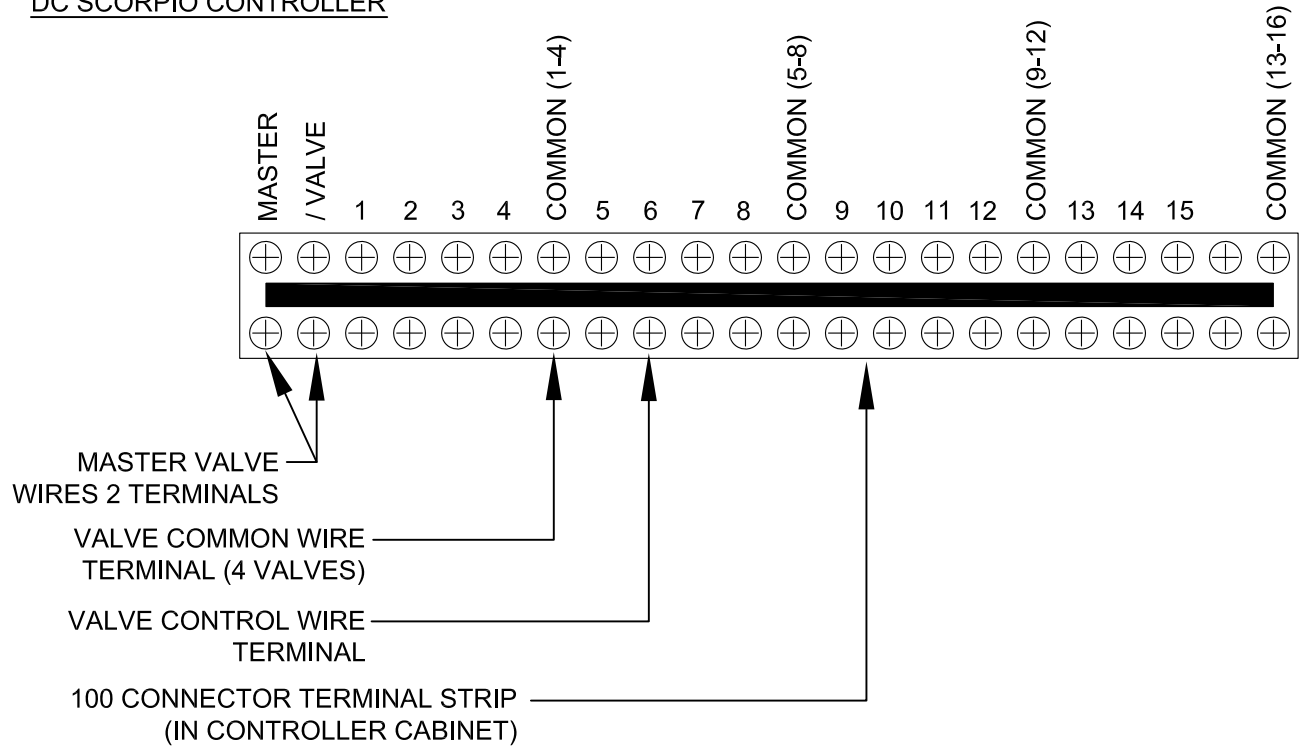 DC SCORPIO CONTROLLER
MASTER
/ VALVE
1
2
3
4
COMMON (1-4)
5
6
7
8
COMMON (5-8)
9
10
11
12
COMMON (9-12)
13
14
15
COMMON (13-16)
MASTER VALVE
WIRES 2 TERMINALS
VALVE COMMON WIRE
TERMINAL (4 VALVES)
VALVE CONTROL WIRE
TERMINAL
100 CONNECTOR TERMINAL STRIP
(IN CONTROLLER CABINET)